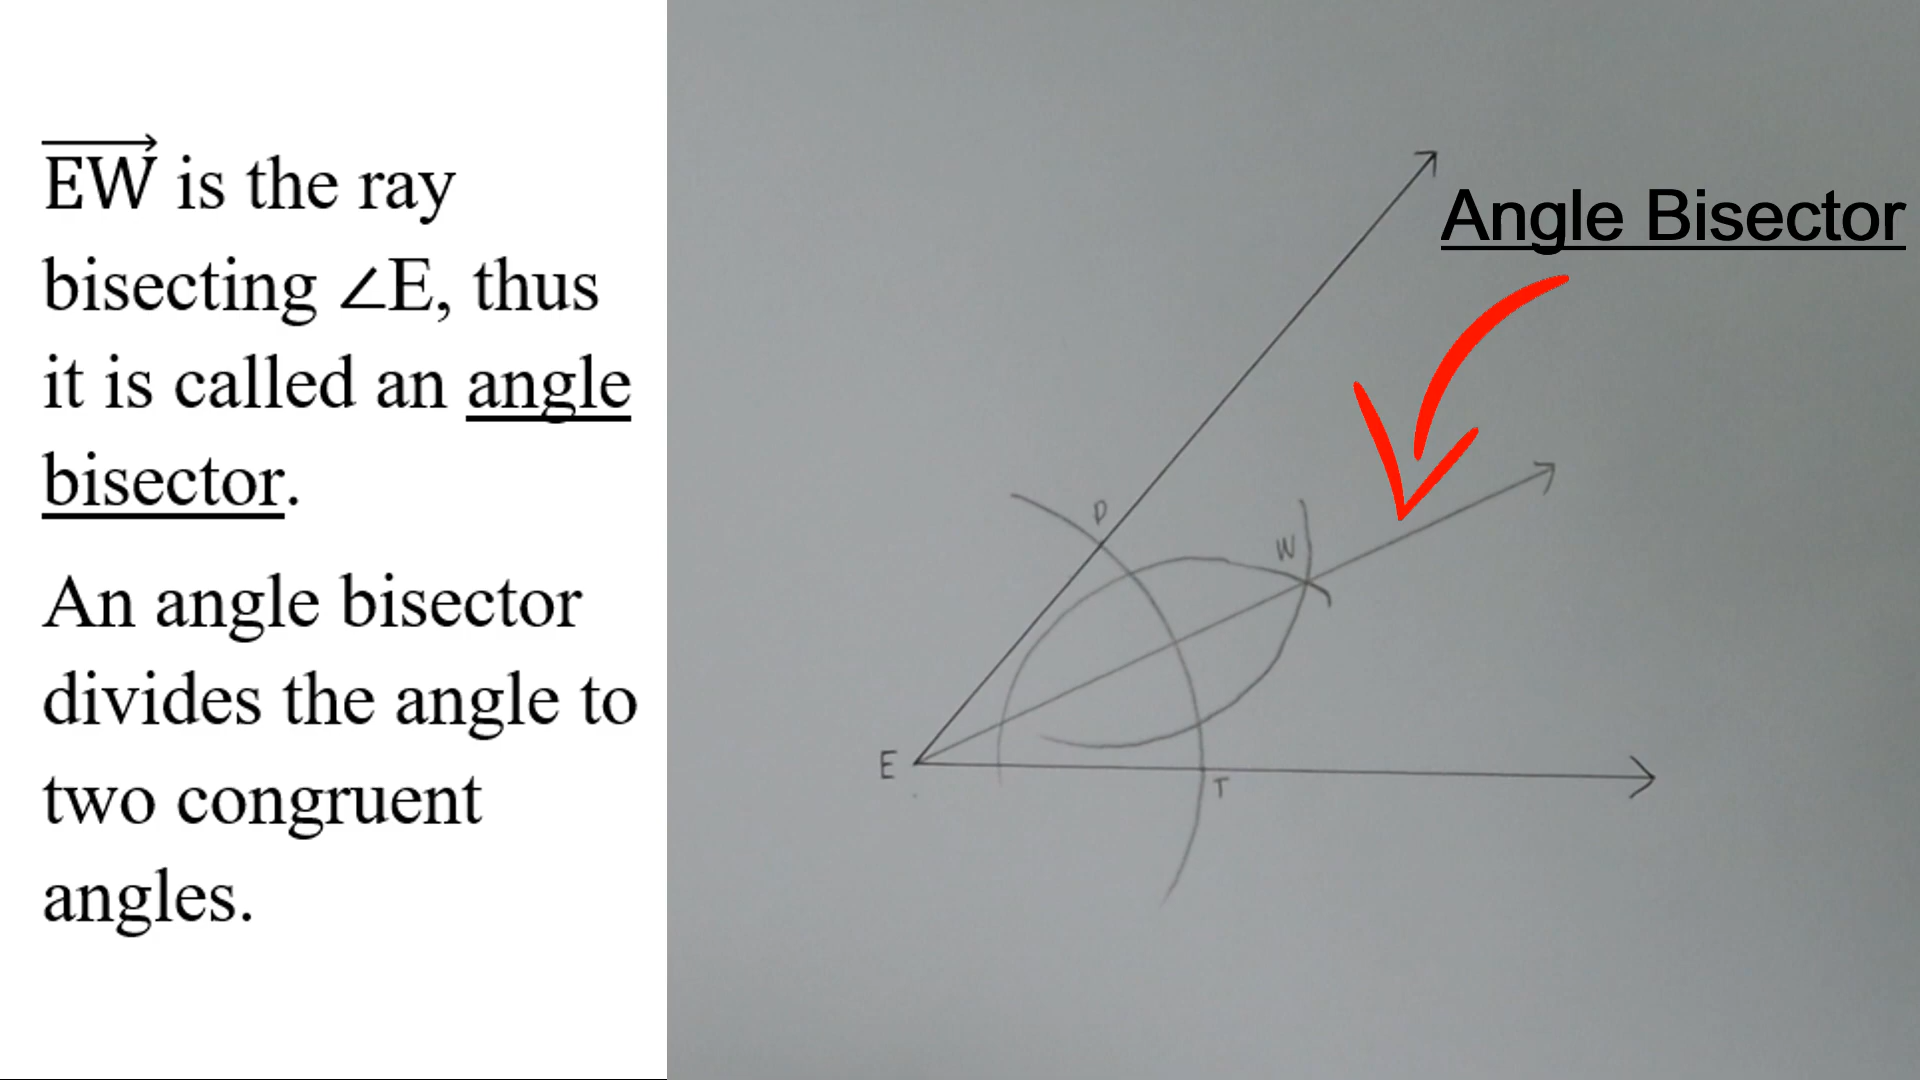 EW is the ray
bisecting ∠E, thus
it is called an angle
bisector.
An angle bisector
divides the angle to
two congruent
angles.
Angle Bisector
P
W
E
T